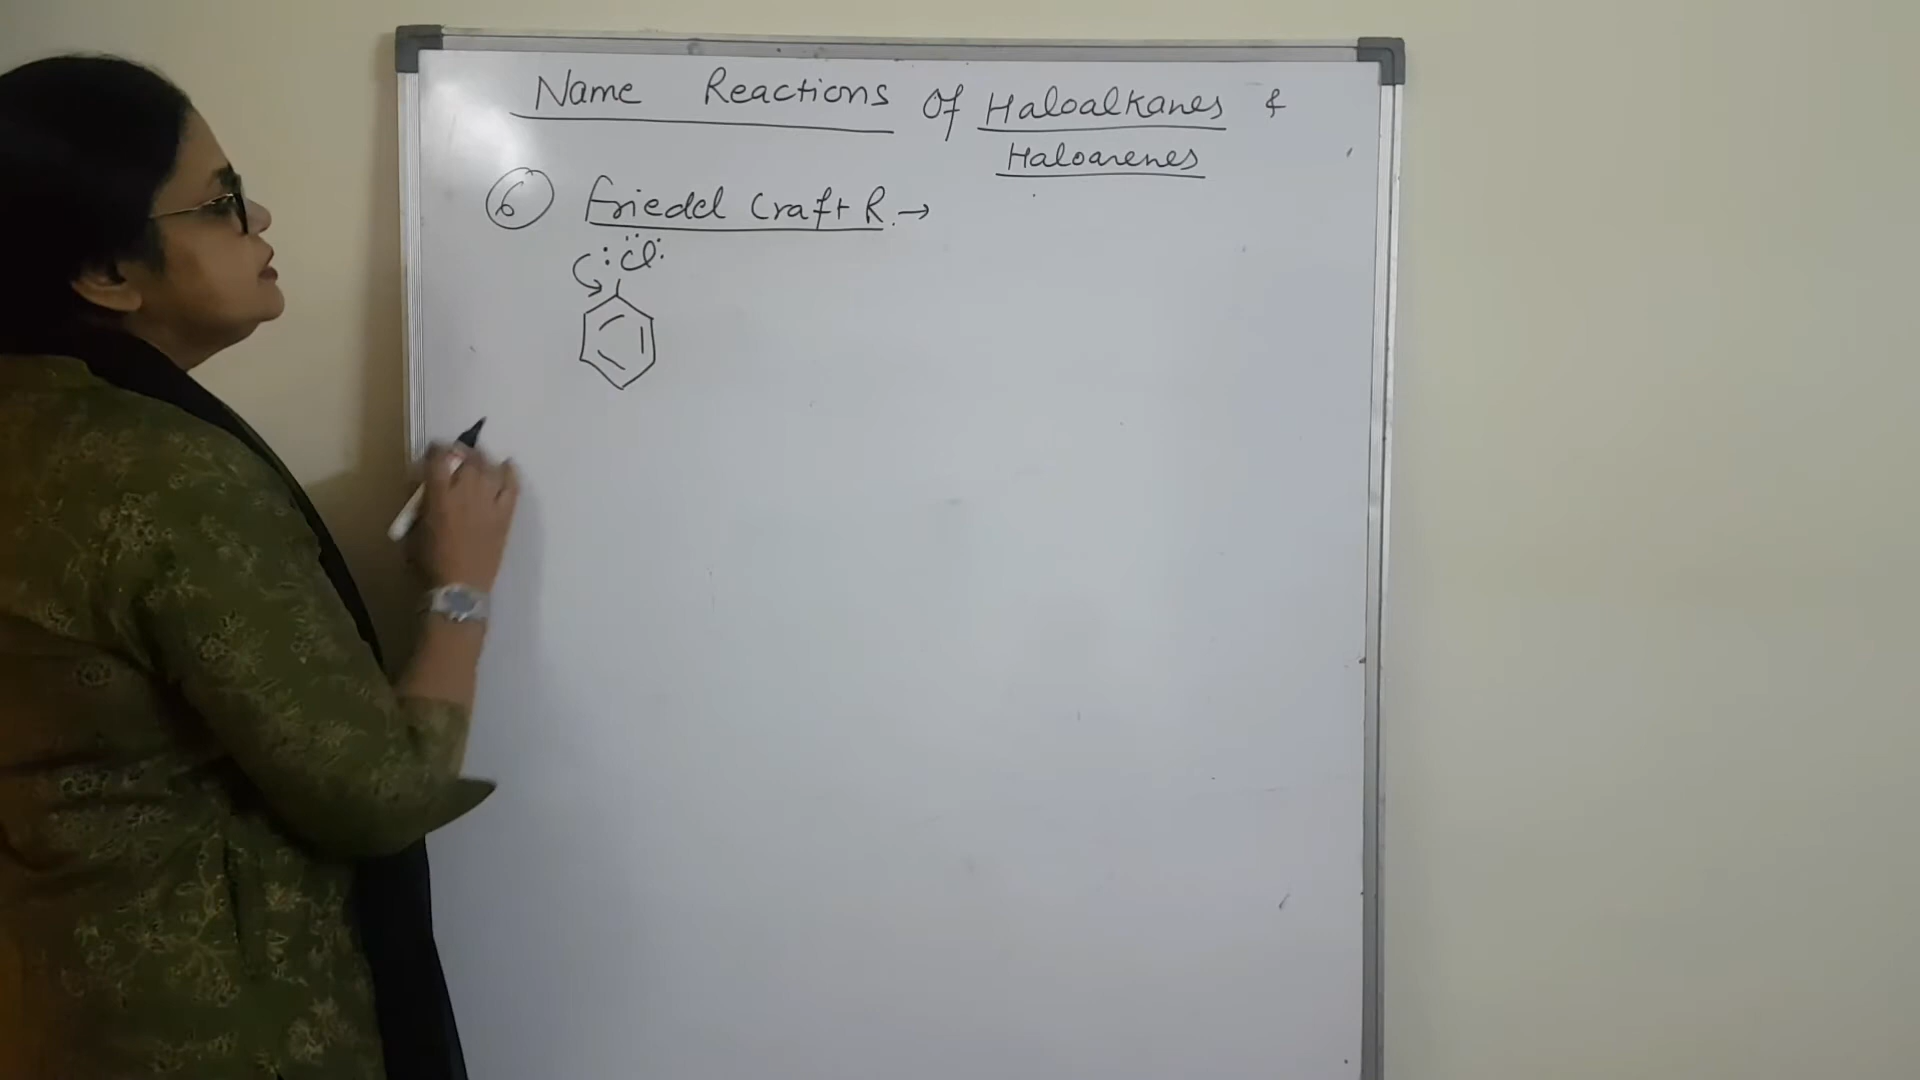 Name Reactions Of Haloalkanes &
Haloarenes
6 Friedel Craft R. →
:Cl: